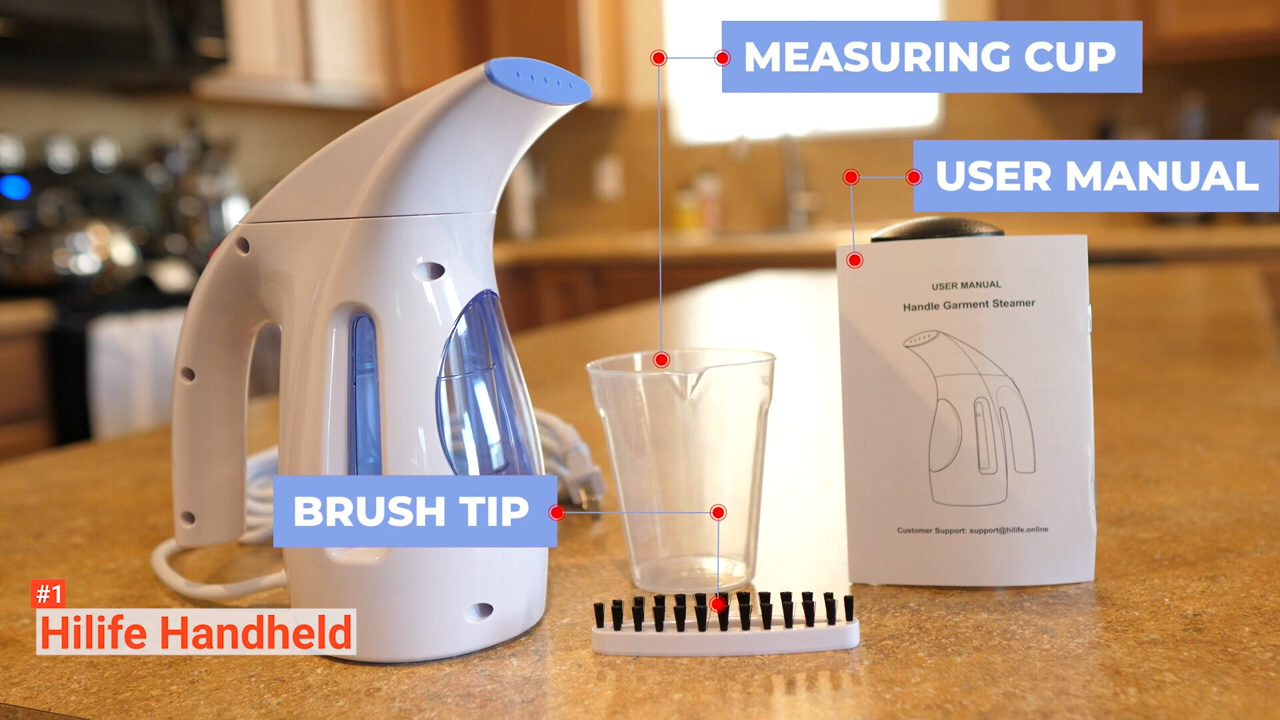 MEASURING CUP
USER MANUAL
USER MANUAL
Handle Garment Steamer
Customer Support: support@hilife.online
BRUSH TIP
#1
Hilife Handheld